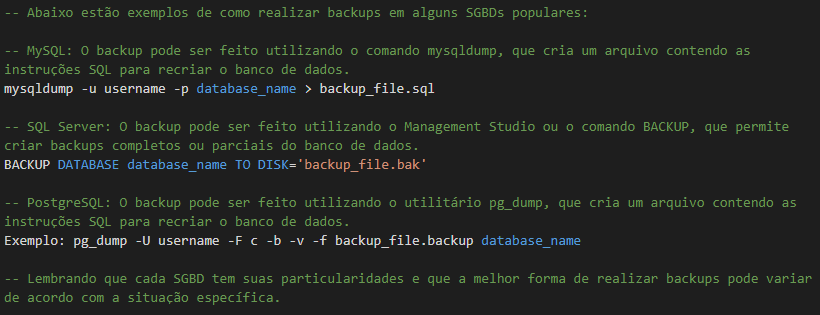 -- Abaixo estão exemplos de como realizar backups em alguns SGBDs populares:
-- MySQL: O backup pode ser feito utilizando o comando mysqldump, que cria um arquivo contendo as
instruções SQL para recriar o banco de dados.
mysqldump -u username -p database_name > backup_file.sql
-- SQL Server: O backup pode ser feito utilizando o Management Studio ou o comando BACKUP, que permite
criar backups completos ou parciais do banco de dados.
BACKUP DATABASE database_name TO DISK='backup_file.bak'
-- PostgreSQL: O backup pode ser feito utilizando o utilitário pg_dump, que cria um arquivo contendo as
instruções SQL para recriar o banco de dados.
Exemplo: pg_dump -U username -F c -b -v -f backup_file.backup database_name
-- Lembrando que cada SGBD tem suas particularidades e que a melhor forma de realizar backups pode variar
de acordo com a situação específica.